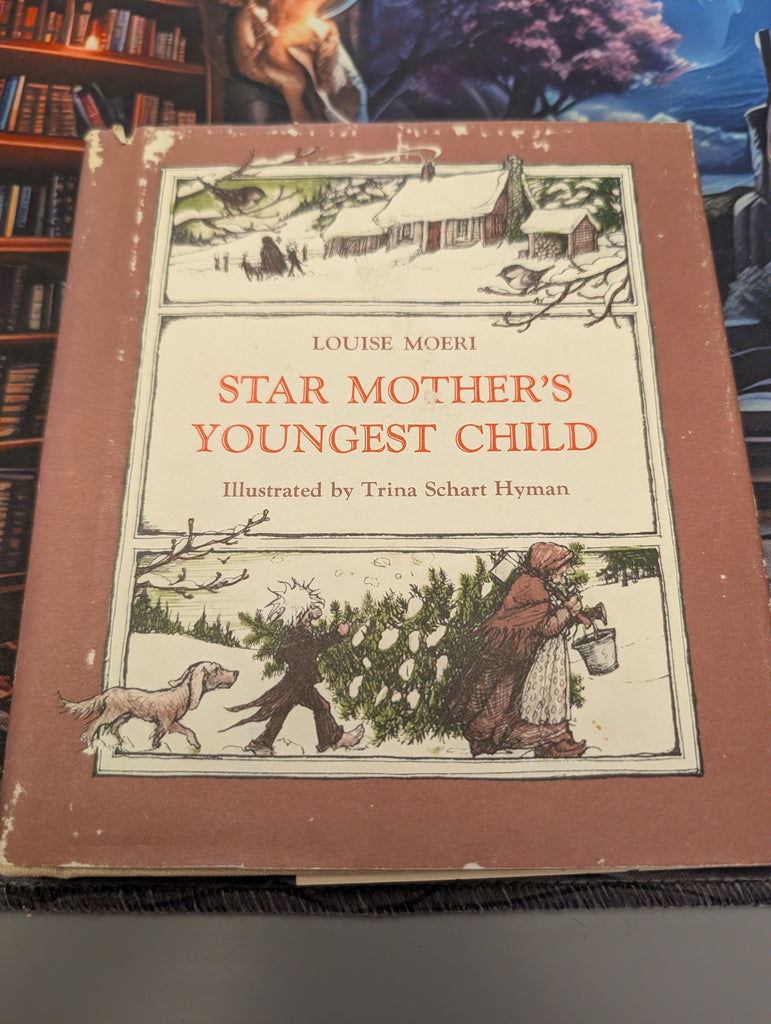 LOUISE MOERI
STAR MOTHER'S
YOUNGEST CHILD
Illustrated by Trina Schart Hyman